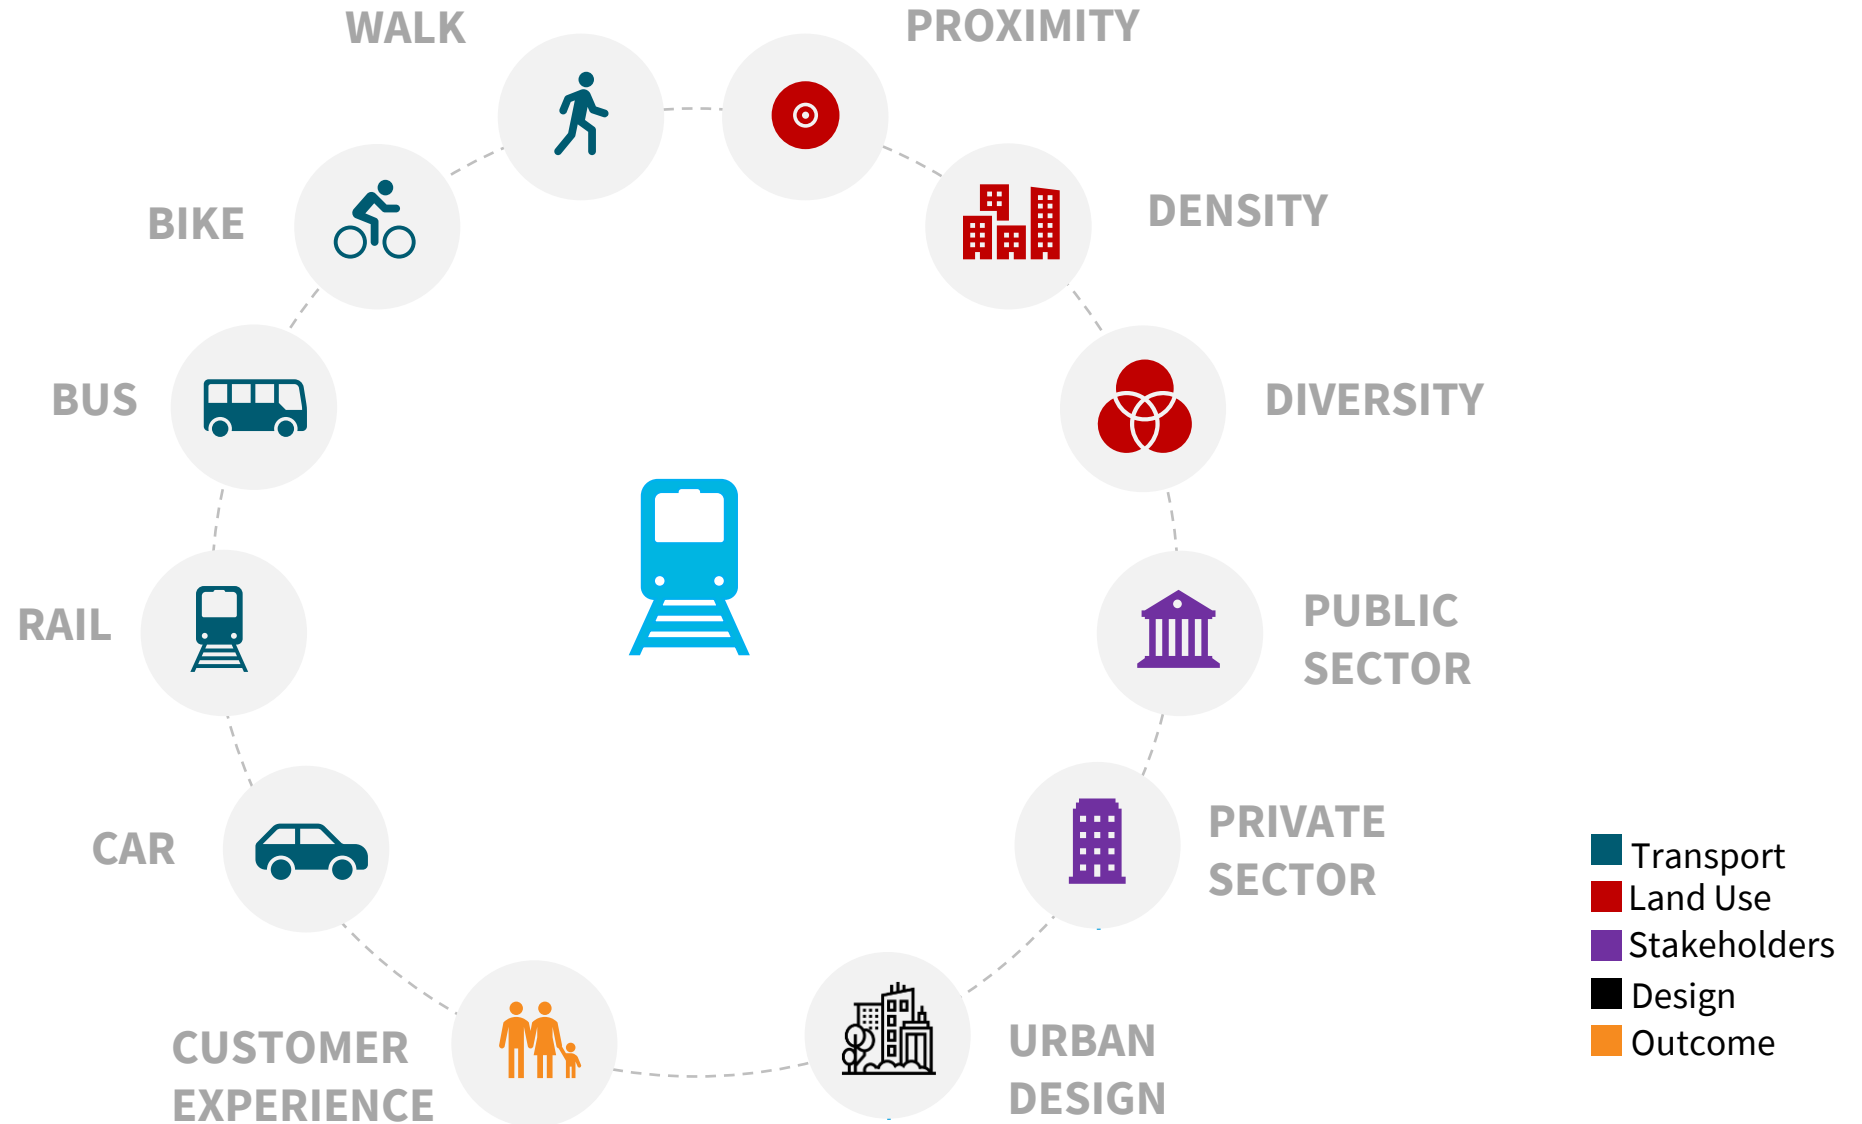 WALK
PROXIMITY
BIKE
DENSITY
BUS
DIVERSITY
RAIL
PUBLIC
SECTOR
CAR
PRIVATE
SECTOR
CUSTOMER
EXPERIENCE
URBAN
DESIGN
Transport
Land Use
Stakeholders
Design
Outcome